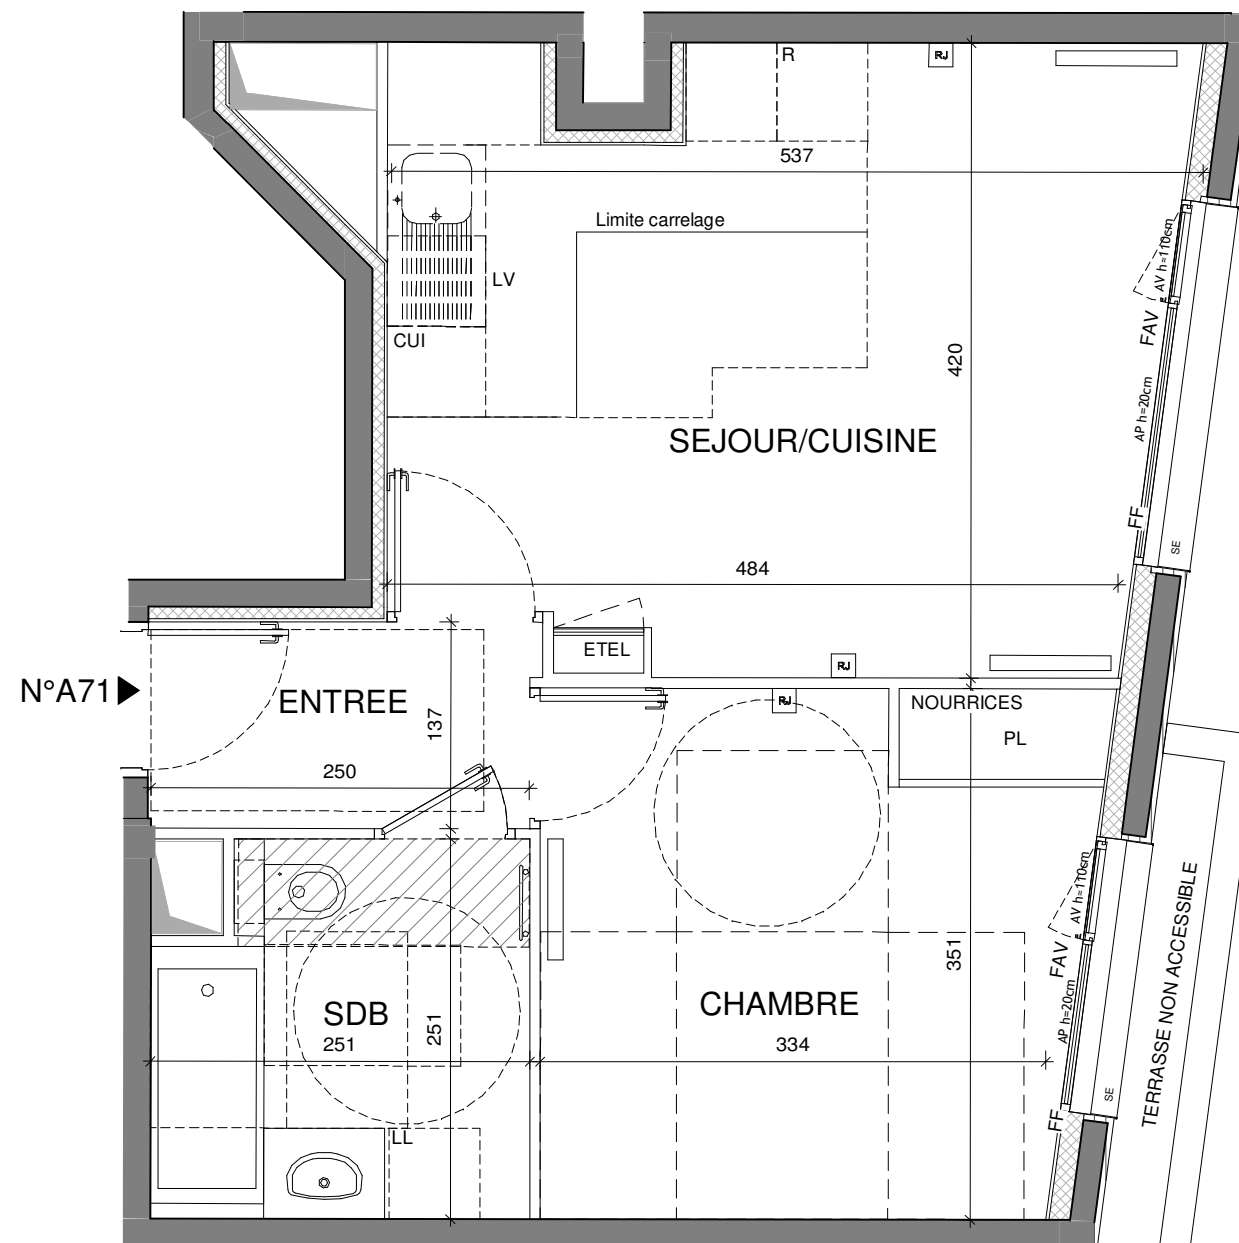 R
RJ
537
Limite carrelage
AV h=110cm
LV
FAV
CUI
420
AP h=20cm
SEJOUR/CUISINE
FF
SE
484
ETEL
RJ
N°A71
ENTREE
RJ
NOURRICES
137
PL
250
AV h=110cm
TERRASSE NON ACCESSIBLE
351
FAV
CHAMBRE
SDB
AP h=20cm
251
251
334
SE
FF
LL